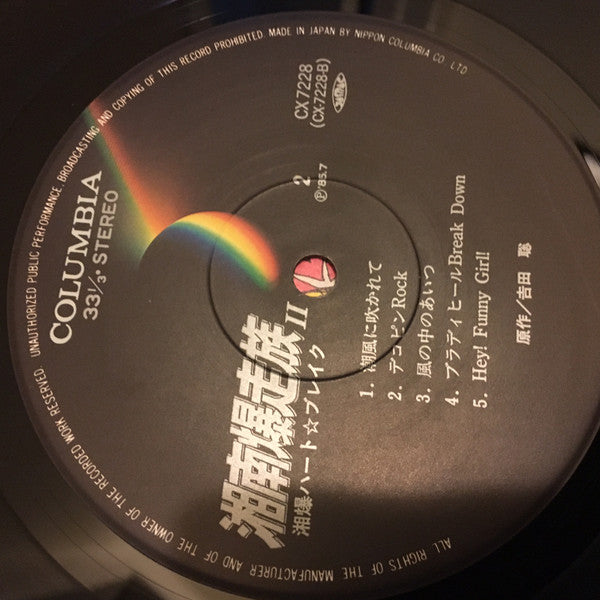 ALL RIGHTS OF THE MANUFACTURER AND OF THE OWNER OF THE RECORDED WORK RESERVED. UNAUTHORIZED PUBLIC PERFORMANCE, BROADCASTING AND COPYING OF THIS RECORD PROHIBITED. MADE IN JAPAN BY NIPPON COLUMBIA CO. LTD
COLUMBIA
33⅓ STEREO
CX7228
(CX-7228-B)
2
Ⓟ'85.7
湘南爆走族II
湘爆ハート☆ブレイク
1. 潮風に吹かれて
2. デコピンRock
3. 風の中のあいつ
4. ブラディヒールBreak Down
5. Hey! Funny Girl!!
原作/吉田 聡